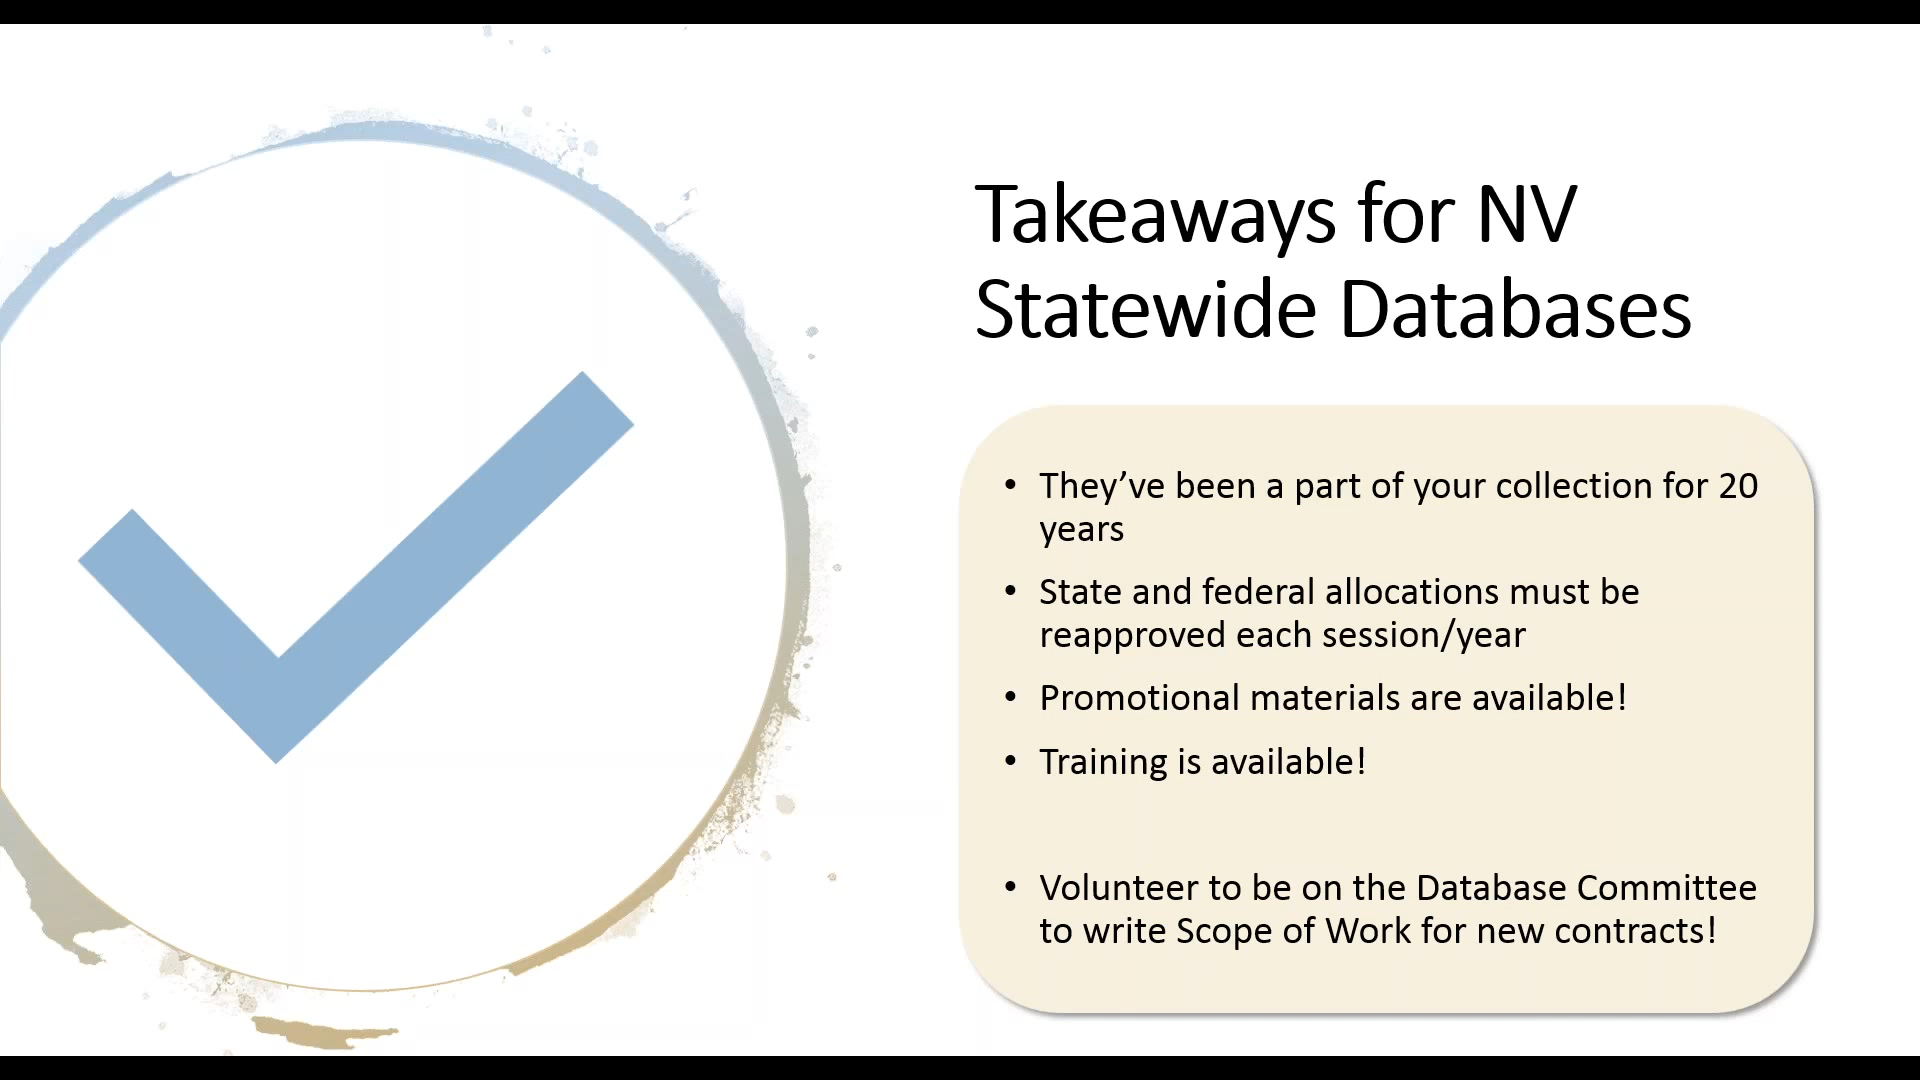 Takeaways for NV
Statewide Databases
• They’ve been a part of your collection for 20
years
• State and federal allocations must be
reapproved each session/year
• Promotional materials are available!
• Training is available!
• Volunteer to be on the Database Committee
to write Scope of Work for new contracts!